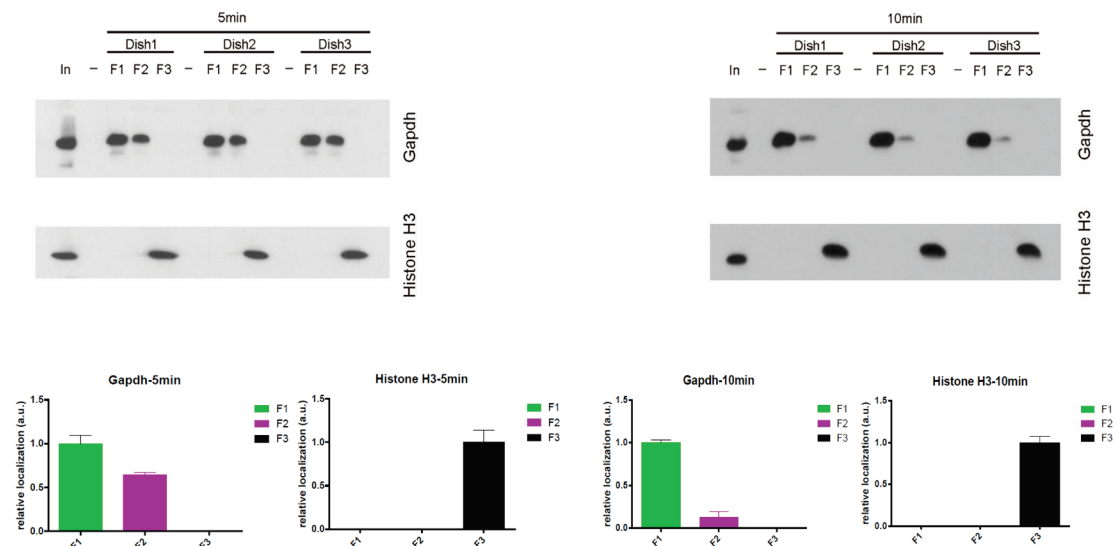 5min
Dish1 Dish2 Dish3
In – F1 F2 F3 – F1 F2 F3 – F1 F2 F3
Gapdh
Histone H3
10min
Dish1 Dish2 Dish3
In – F1 F2 F3 – F1 F2 F3 – F1 F2 F3
Gapdh
Histone H3
Gapdh-5min
relative localization (a.u.)
1.5
1.0
0.5
0.0
F1 F2 F3
F1
F2
F3
Histone H3-5min
relative localization (a.u.)
1.5
1.0
0.5
0.0
F1 F2 F3
F1
F2
F3
Gapdh-10min
relative localization (a.u.)
1.5
1.0
0.5
0.0
F1 F2 F3
F1
F2
F3
Histone H3-10min
relative localization (a.u.)
1.5
1.0
0.5
0.0
F1 F2 F3
F1
F2
F3